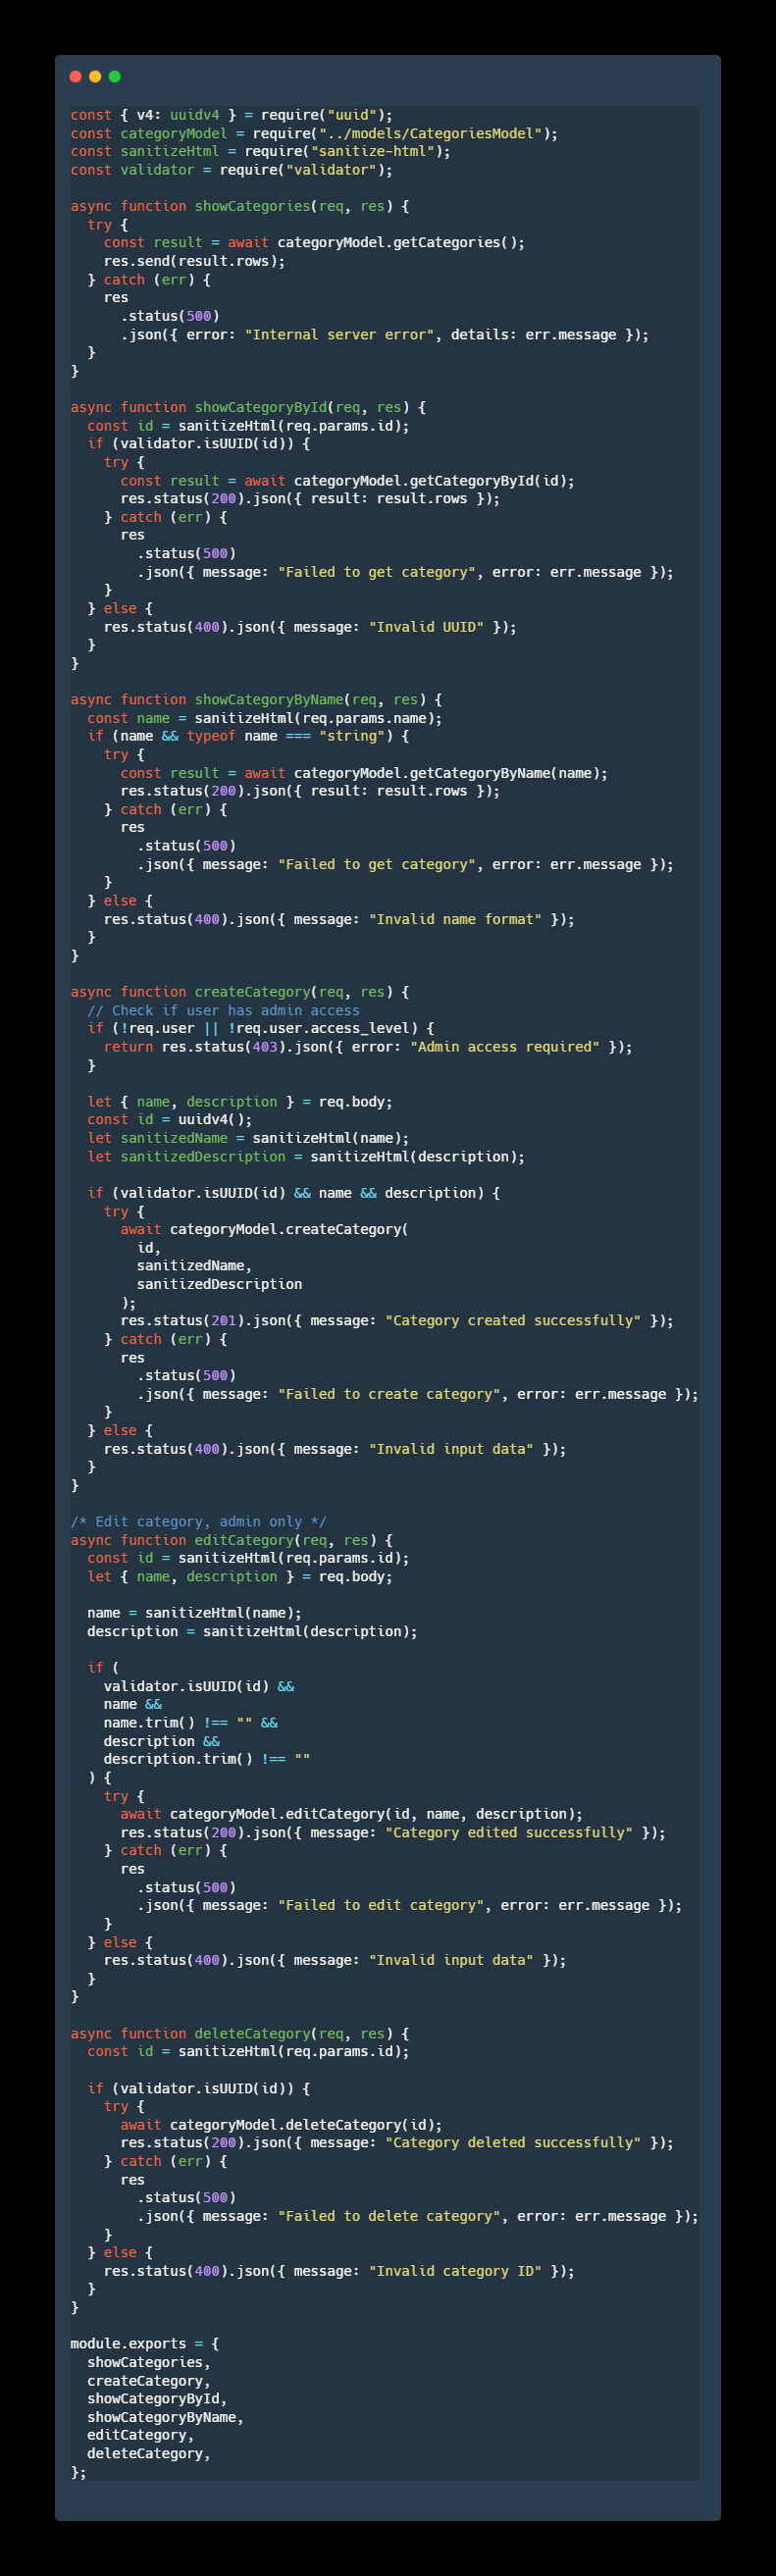 const { v4: uuidv4 } = require("uuid");
const categoryModel = require("../models/CategoriesModel");
const sanitizeHtml = require("sanitize-html");
const validator = require("validator");

async function showCategories(req, res) {
  try {
    const result = await categoryModel.getCategories();
    res.send(result.rows);
  } catch (err) {
    res
      .status(500)
      .json({ error: "Internal server error", details: err.message });
  }
}

async function showCategoryById(req, res) {
  const id = sanitizeHtml(req.params.id);
  if (validator.isUUID(id)) {
    try {
      const result = await categoryModel.getCategoryById(id);
      res.status(200).json({ result: result.rows });
    } catch (err) {
      res
        .status(500)
        .json({ message: "Failed to get category", error: err.message });
    }
  } else {
    res.status(400).json({ message: "Invalid UUID" });
  }
}

async function showCategoryByName(req, res) {
  const name = sanitizeHtml(req.params.name);
  if (name && typeof name === "string") {
    try {
      const result = await categoryModel.getCategoryByName(name);
      res.status(200).json({ result: result.rows });
    } catch (err) {
      res
        .status(500)
        .json({ message: "Failed to get category", error: err.message });
    }
  } else {
    res.status(400).json({ message: "Invalid name format" });
  }
}

async function createCategory(req, res) {
  // Check if user has admin access
  if (!req.user || !req.user.access_level) {
    return res.status(403).json({ error: "Admin access required" });
  }

  let { name, description } = req.body;
  const id = uuidv4();
  let sanitizedName = sanitizeHtml(name);
  let sanitizedDescription = sanitizeHtml(description);

  if (validator.isUUID(id) && name && description) {
    try {
      await categoryModel.createCategory(
        id,
        sanitizedName,
        sanitizedDescription
      );
      res.status(201).json({ message: "Category created successfully" });
    } catch (err) {
      res
        .status(500)
        .json({ message: "Failed to create category", error: err.message });
    }
  } else {
    res.status(400).json({ message: "Invalid input data" });
  }
}

/* Edit category, admin only */
async function editCategory(req, res) {
  const id = sanitizeHtml(req.params.id);
  let { name, description } = req.body;

  name = sanitizeHtml(name);
  description = sanitizeHtml(description);

  if (
    validator.isUUID(id) &&
    name &&
    name.trim() !== "" &&
    description &&
    description.trim() !== ""
  ) {
    try {
      await categoryModel.editCategory(id, name, description);
      res.status(200).json({ message: "Category edited successfully" });
    } catch (err) {
      res
        .status(500)
        .json({ message: "Failed to edit category", error: err.message });
    }
  } else {
    res.status(400).json({ message: "Invalid input data" });
  }
}

async function deleteCategory(req, res) {
  const id = sanitizeHtml(req.params.id);

  if (validator.isUUID(id)) {
    try {
      await categoryModel.deleteCategory(id);
      res.status(200).json({ message: "Category deleted successfully" });
    } catch (err) {
      res
        .status(500)
        .json({ message: "Failed to delete category", error: err.message });
    }
  } else {
    res.status(400).json({ message: "Invalid category ID" });
  }
}

module.exports = {
  showCategories,
  createCategory,
  showCategoryById,
  showCategoryByName,
  editCategory,
  deleteCategory,
};